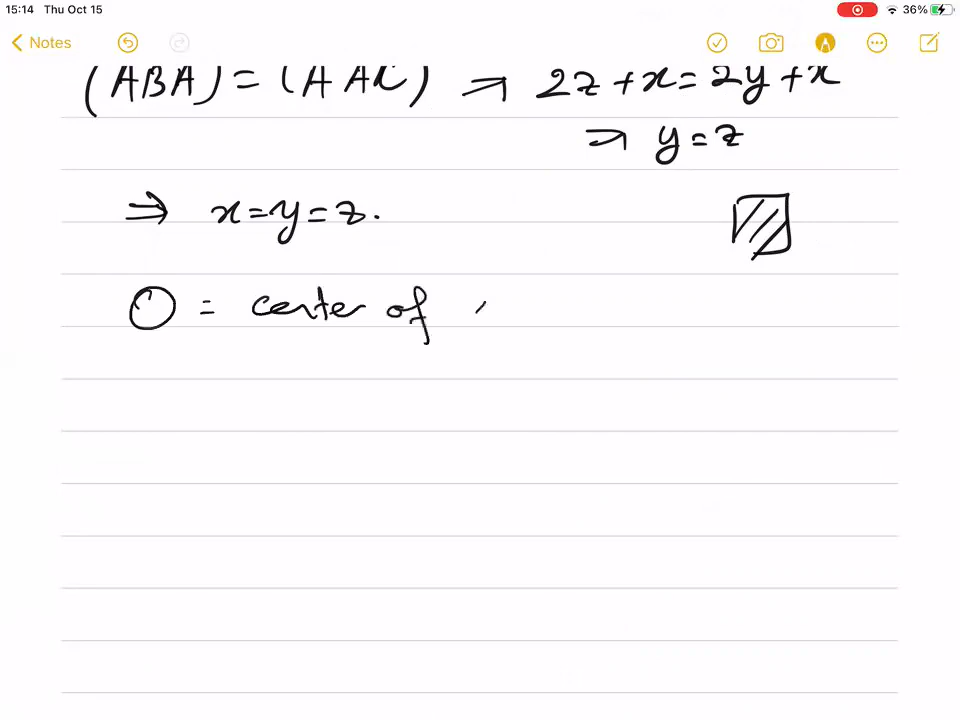 15:14 Thu Oct 15 36%
Notes
(ABA) = (AAC) → 2z + x = 2y + x
⇒ y = z
⇒ x = y = z.
O = center of